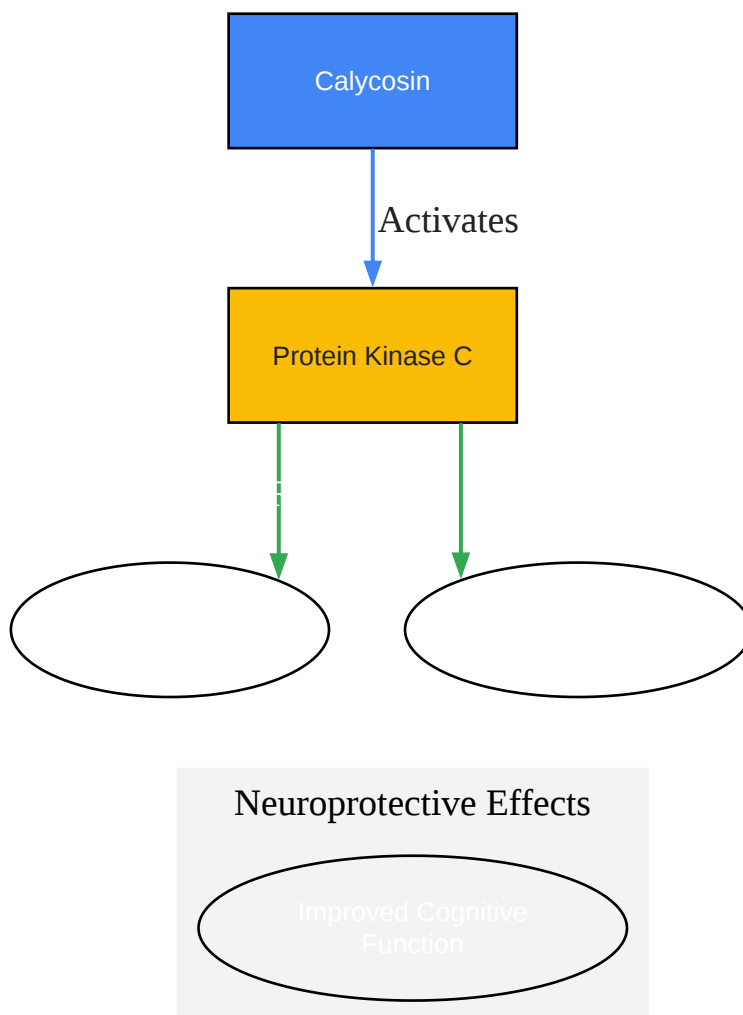 Calycosin
Activates
Protein Kinase C
Neuroprotective Effects
Improved Cognitive
Function